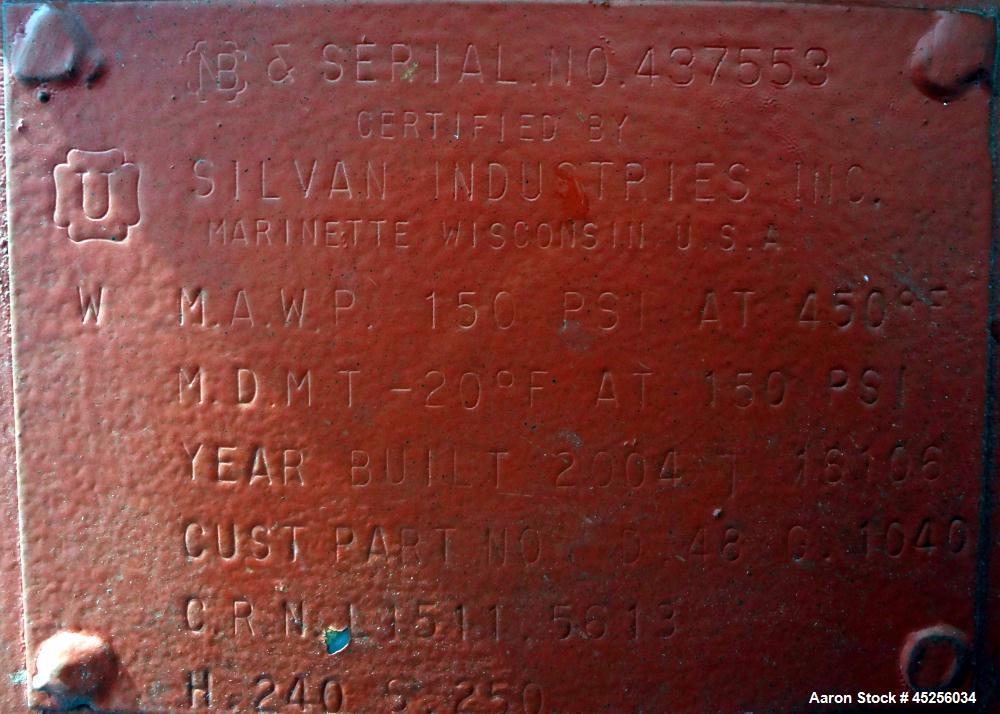 NB & SERIAL NO. 437553
CERTIFIED BY
U SILVAN INDUSTRIES INC.
MARINETTE WISCONSIN U.S.A.
W M.A.W.P. 150 PSI AT 450°F
M.D.M.T -20°F AT 150 PSI
YEAR BUILT 2004 T 16106
CUST PART NO. D. 48 G. 1040
C.R.N. L1511.5613
H .240 S .250
Aaron Stock # 45256034